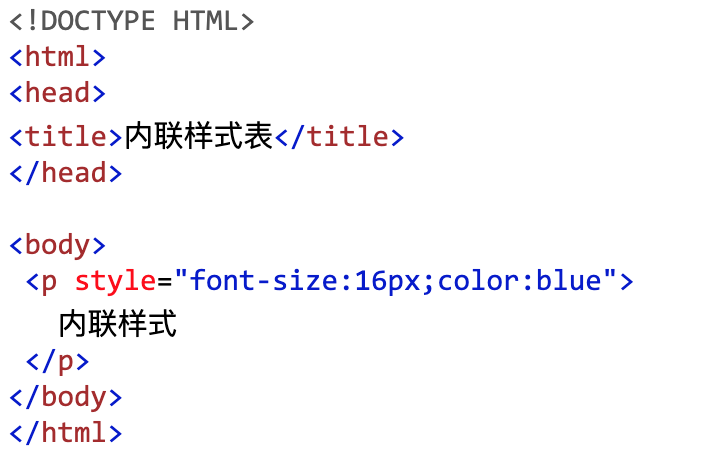 <!DOCTYPE HTML>
<html>
<head>
<title>内联样式表</title>
</head>
<body>
<p style="font-size:16px;color:blue">
内联样式
</p>
</body>
</html>